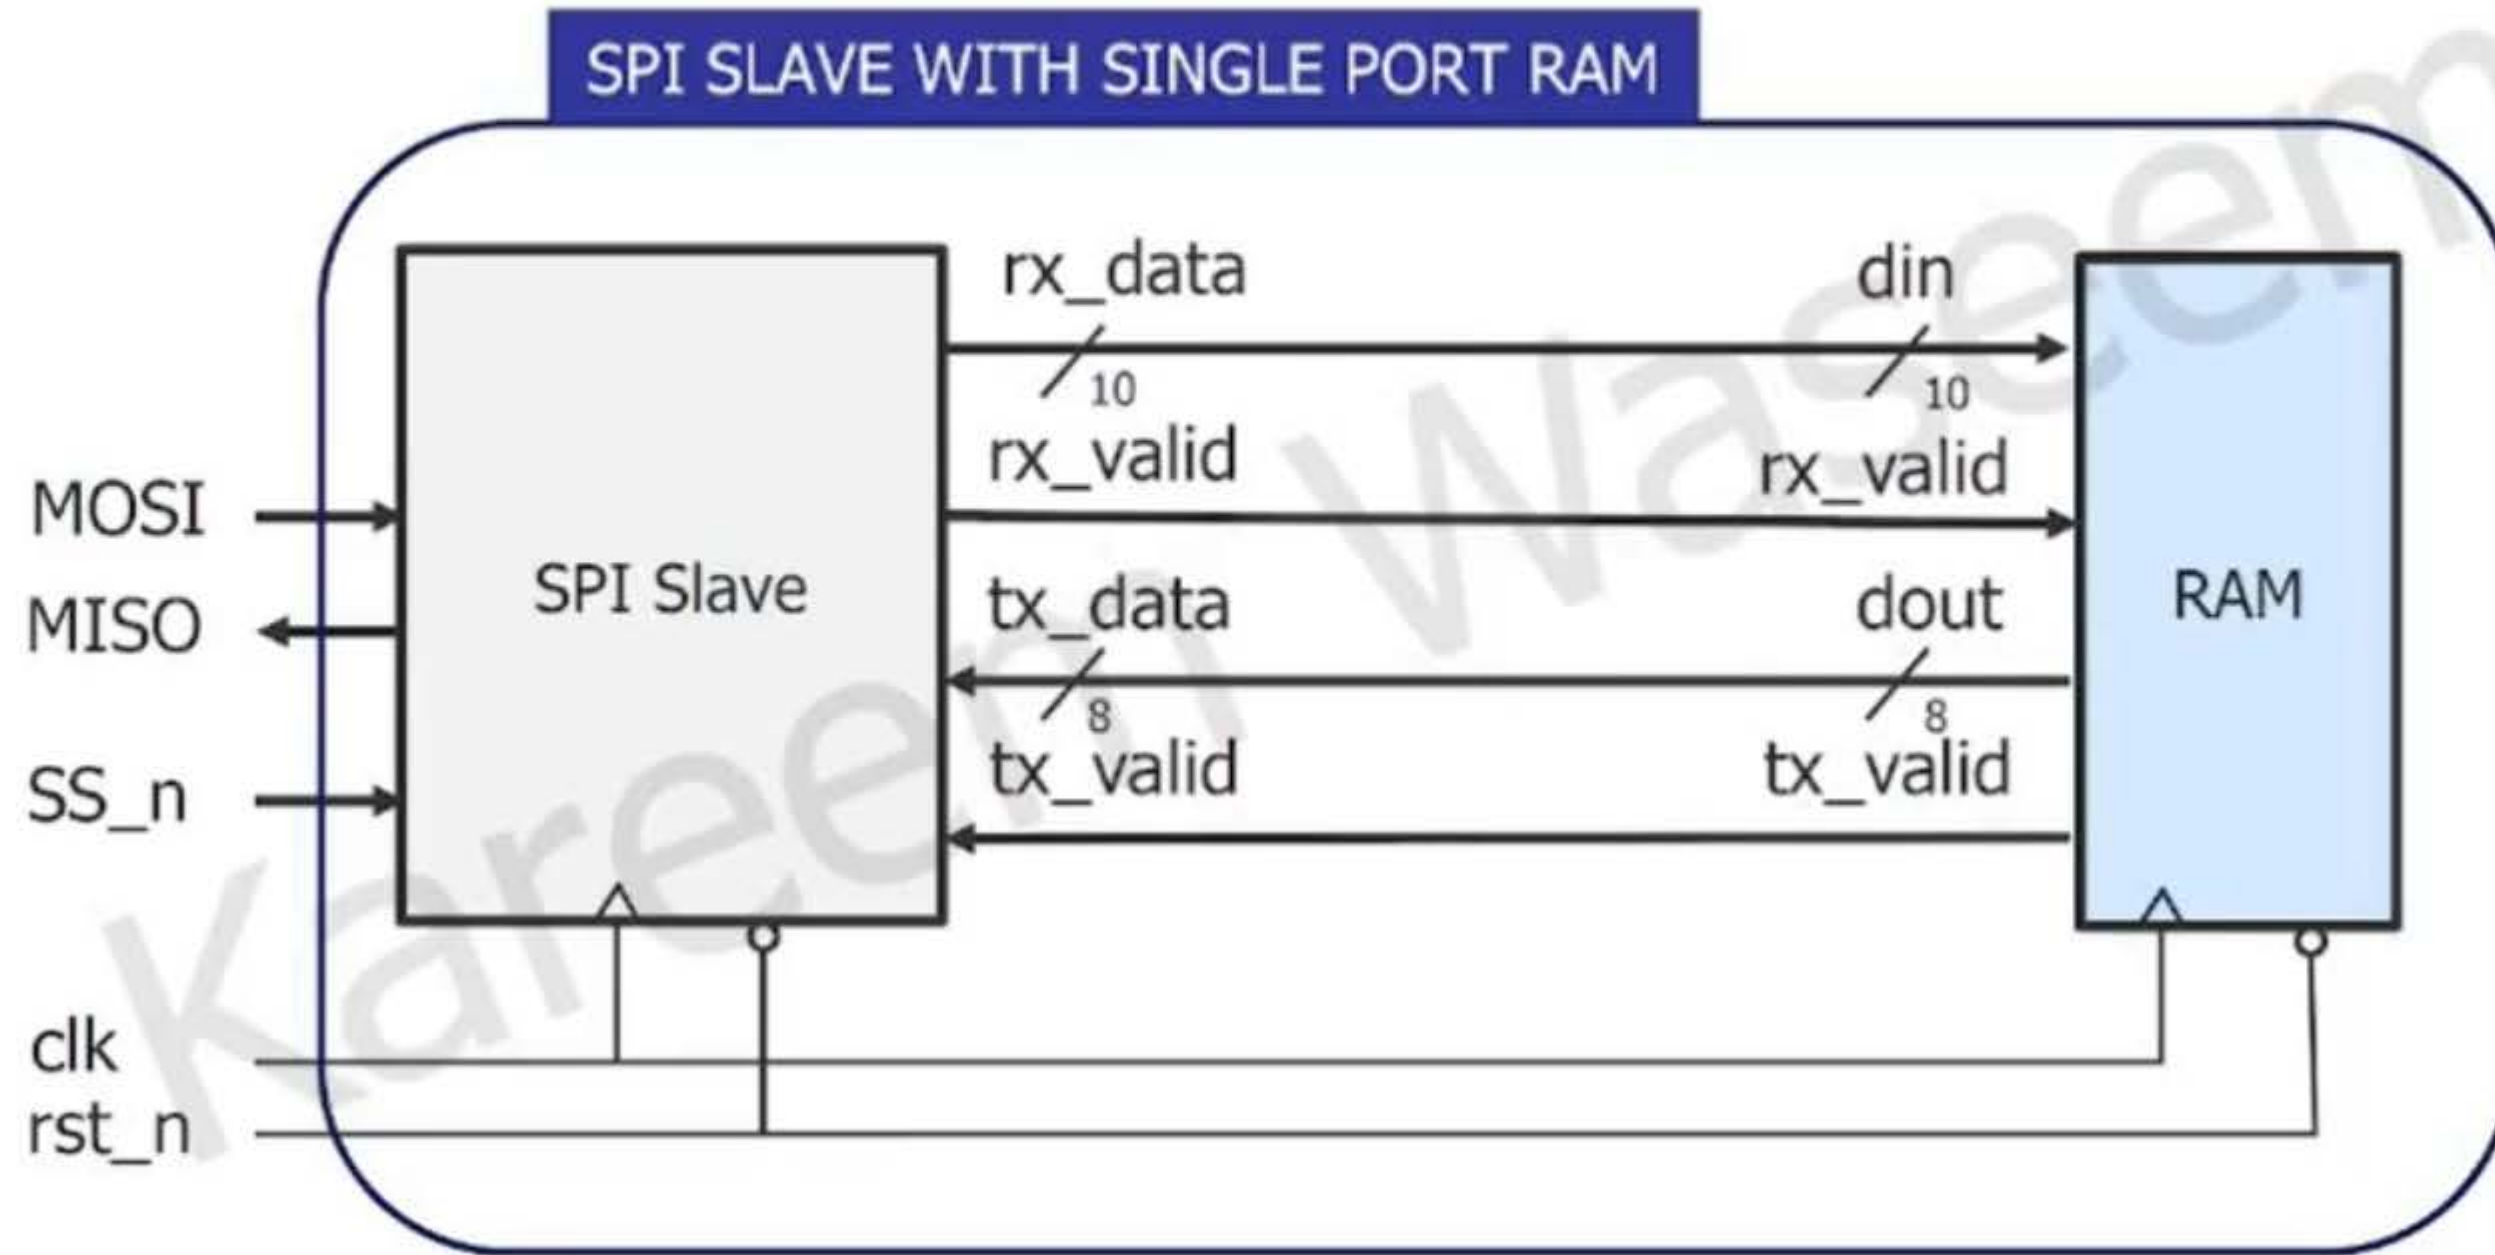 SPI SLAVE WITH SINGLE PORT RAM
rx_data
din
10
10
rx_valid
rx_valid
MOSI
SPI Slave
RAM
tx_data
dout
MISO
8
8
tx_valid
tx_valid
SS_n
clk
rst_n
Kareem Waseem